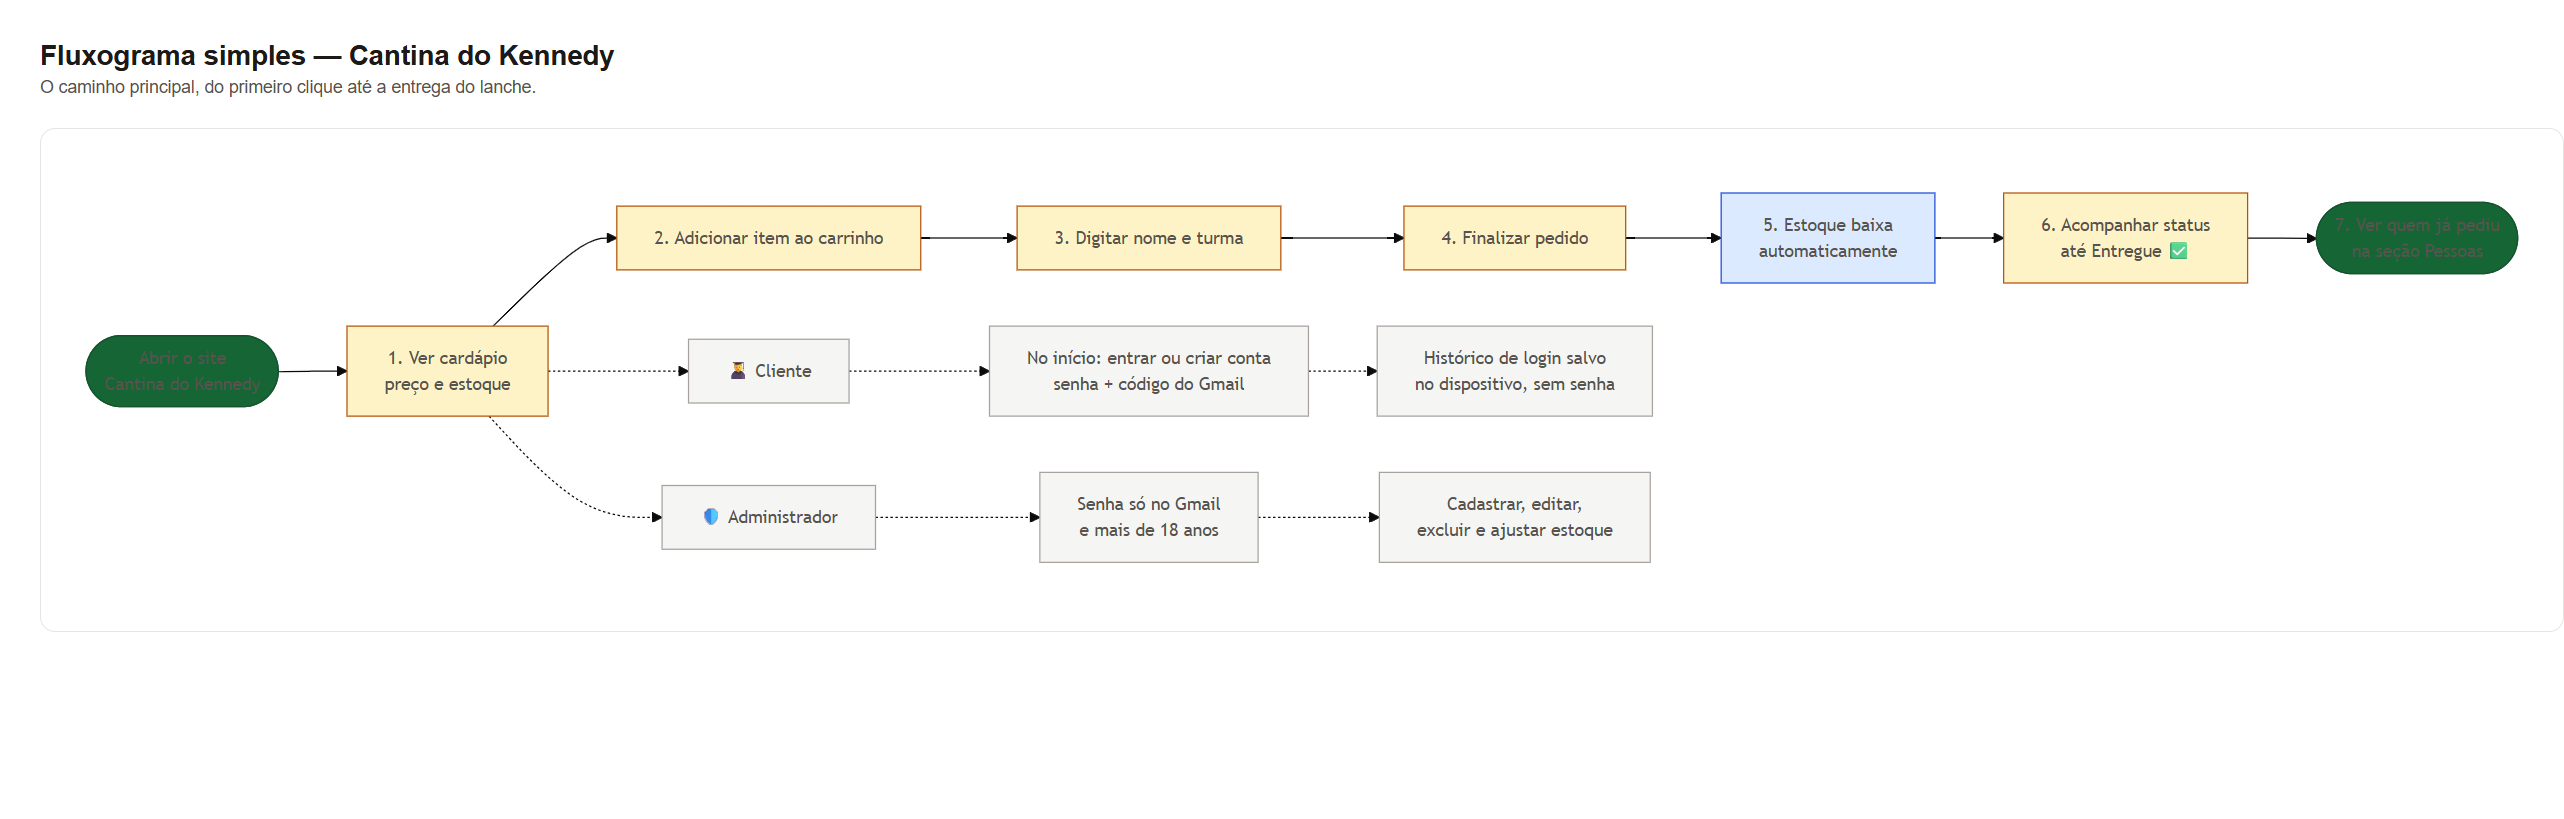 Fluxograma simples — Cantina do Kennedy
O caminho principal, do primeiro clique até a entrega do lanche.
2. Adicionar item ao carrinho
3. Digitar nome e turma
4. Finalizar pedido
5. Estoque baixa
automaticamente
6. Acompanhar status
até Entregue ✅
7. Ver quem já pediu
na seção Pessoas
Abrir o site
Cantina do Kennedy
1. Ver cardápio
preço e estoque
Cliente
No início: entrar ou criar conta
senha + código do Gmail
Histórico de login salvo
no dispositivo, sem senha
Administrador
Senha só no Gmail
e mais de 18 anos
Cadastrar, editar,
excluir e ajustar estoque